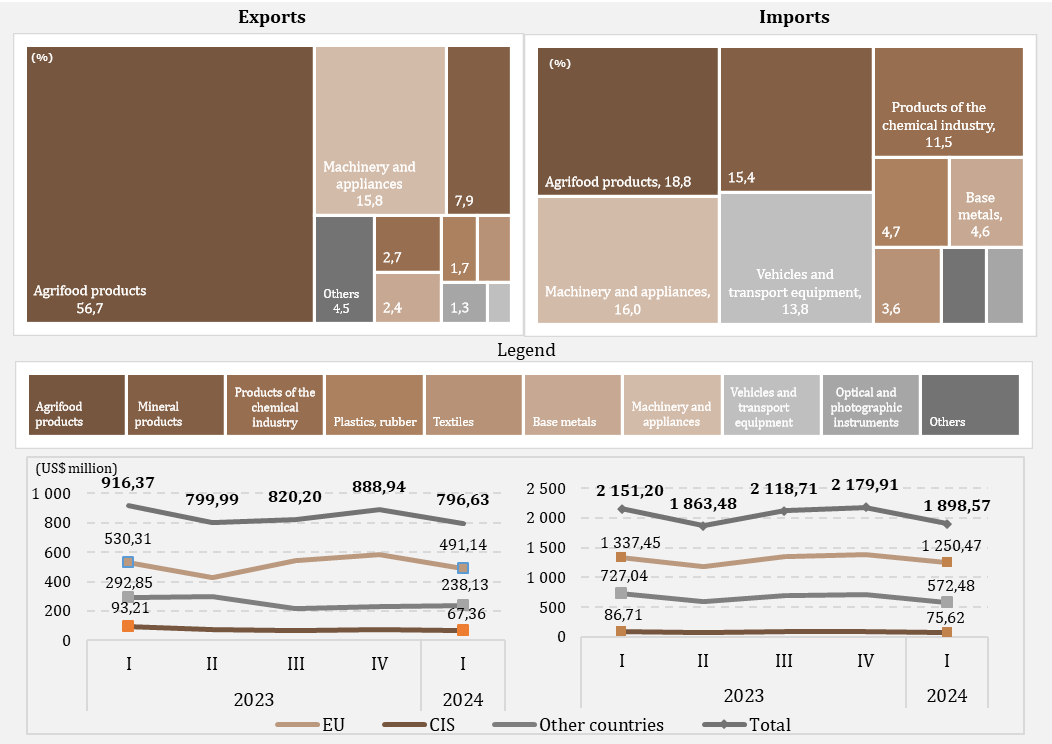 Exports
(%)
Agrifood products
56,7
Machinery and
appliances
15,8
7,9
Others
4,5
2,7
2,4
1,7
1,3
Imports
(%)
Agrifood products, 18,8
15,4
Products of the
chemical industry,
11,5
Machinery and appliances,
16,0
Vehicles and
transport equipment,
13,8
4,7
Base
metals,
4,6
3,6
Legend
Agrifood
products
Mineral
products
Products of the
chemical
industry
Plastics, rubber
Textiles
Base metals
Machinery and
appliances
Vehicles and
transport
equipment
Optical and
photographic
instruments
Others
(US$ million)
1 000
800
600
400
200
0
916,37
799,99
820,20
888,94
796,63
530,31
491,14
292,85
238,13
93,21
67,36
I II III IV I
2023 2024
2 500
2 000
1 500
1 000
500
0
2 151,20
1 863,48
2 118,71
2 179,91
1 898,57
1 337,45
1 250,47
727,04
572,48
86,71
75,62
I II III IV I
2023 2024
EU CIS Other countries Total